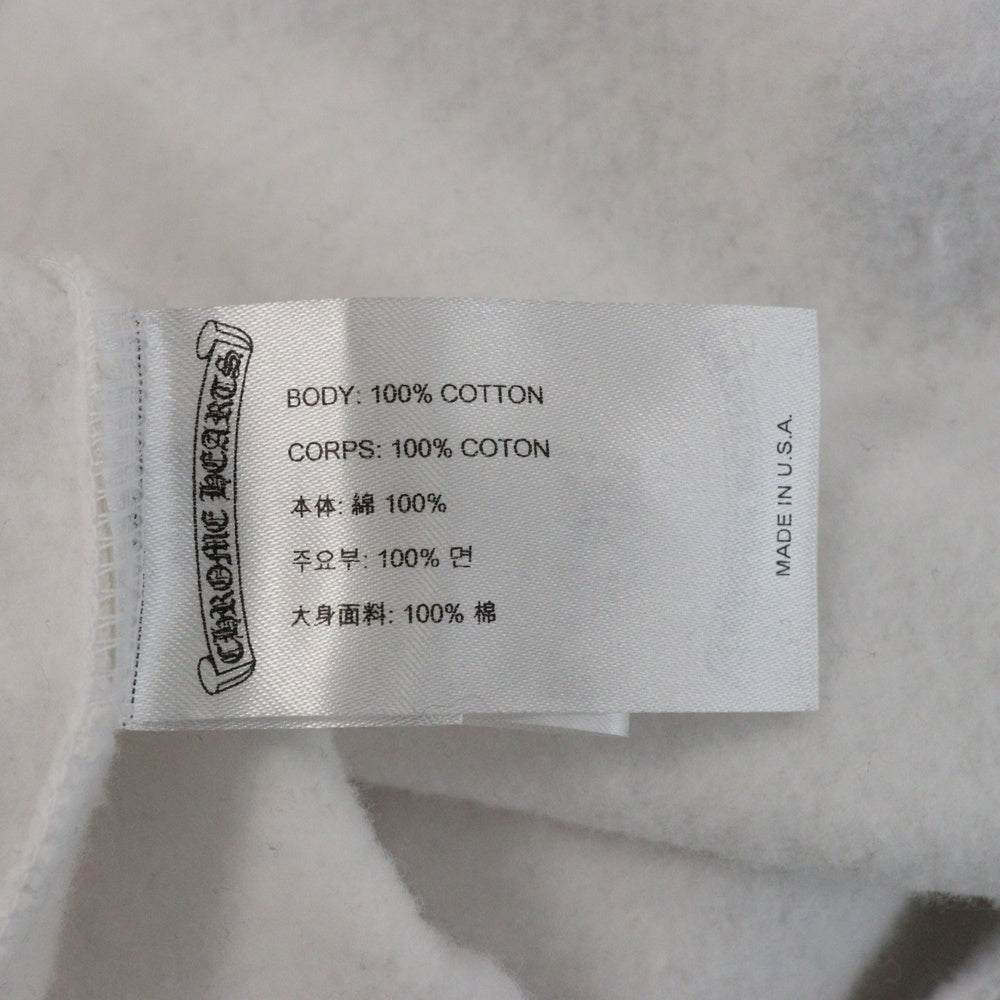 CHROME HEARTS
BODY: 100% COTTON
CORPS: 100% COTON
本体: 綿 100%
주요부: 100% 면
大身面料: 100% 棉
MADE IN U.S.A.